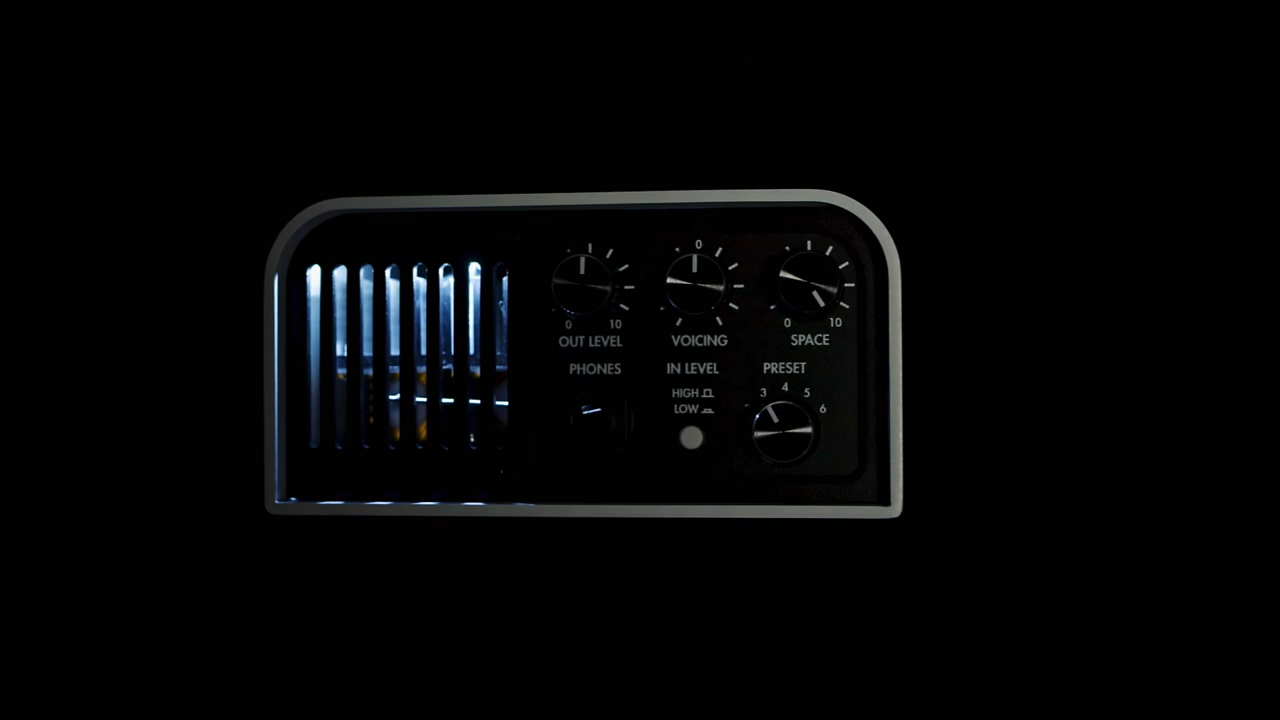 0
0 10
0 10
OUT LEVEL VOICING SPACE
PHONES IN LEVEL PRESET
HIGH
LOW
3 4 5 6